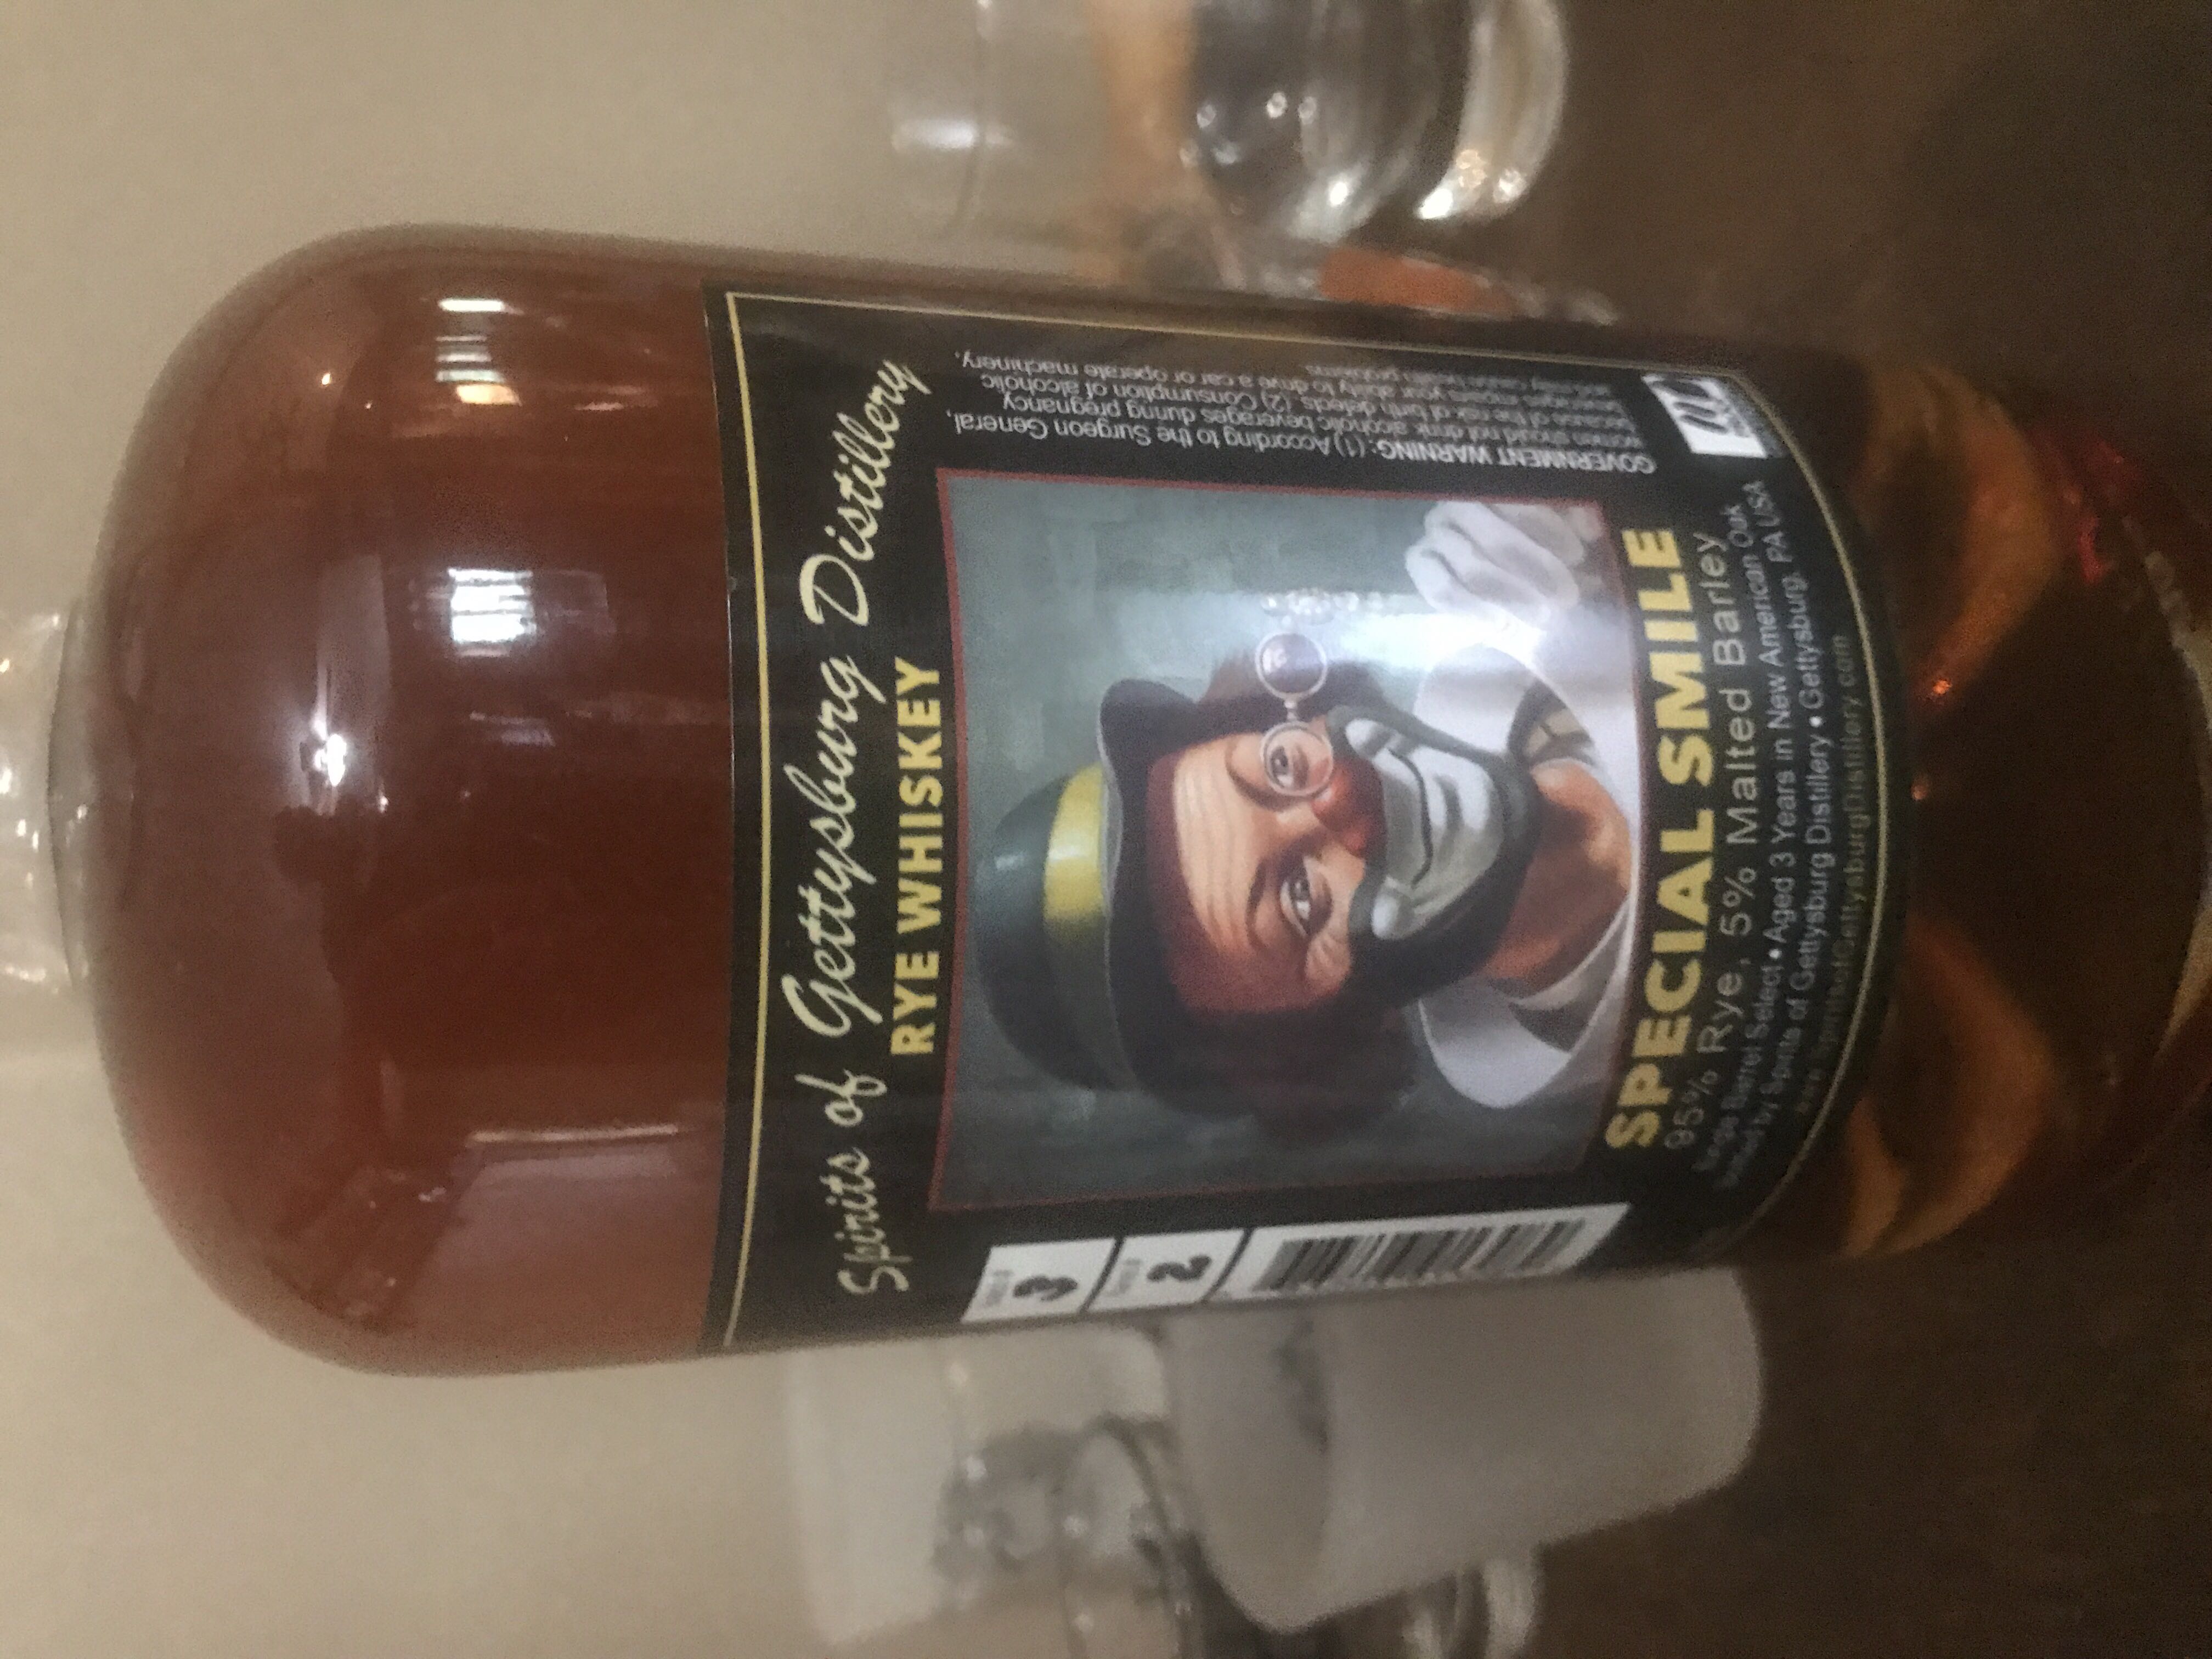 Spirits of Gettysburg Distillery
RYE WHISKEY
3
2
SPECIAL SMILE
95% Rye, 5% Malted Barley
Single Barrel Select • Aged 3 Years in New American Oak
by Spirits of Gettysburg Distillery • Gettysburg, PA USA
www.SpiritsofGettysburgDistillery.com
GOVERNMENT WARNING: (1) According to the Surgeon General,
women should not drink alcoholic beverages during pregnancy
because of the risk of birth defects. (2) Consumption of alcoholic
beverages impairs your ability to drive a car or operate machinery,
and may cause health problems.